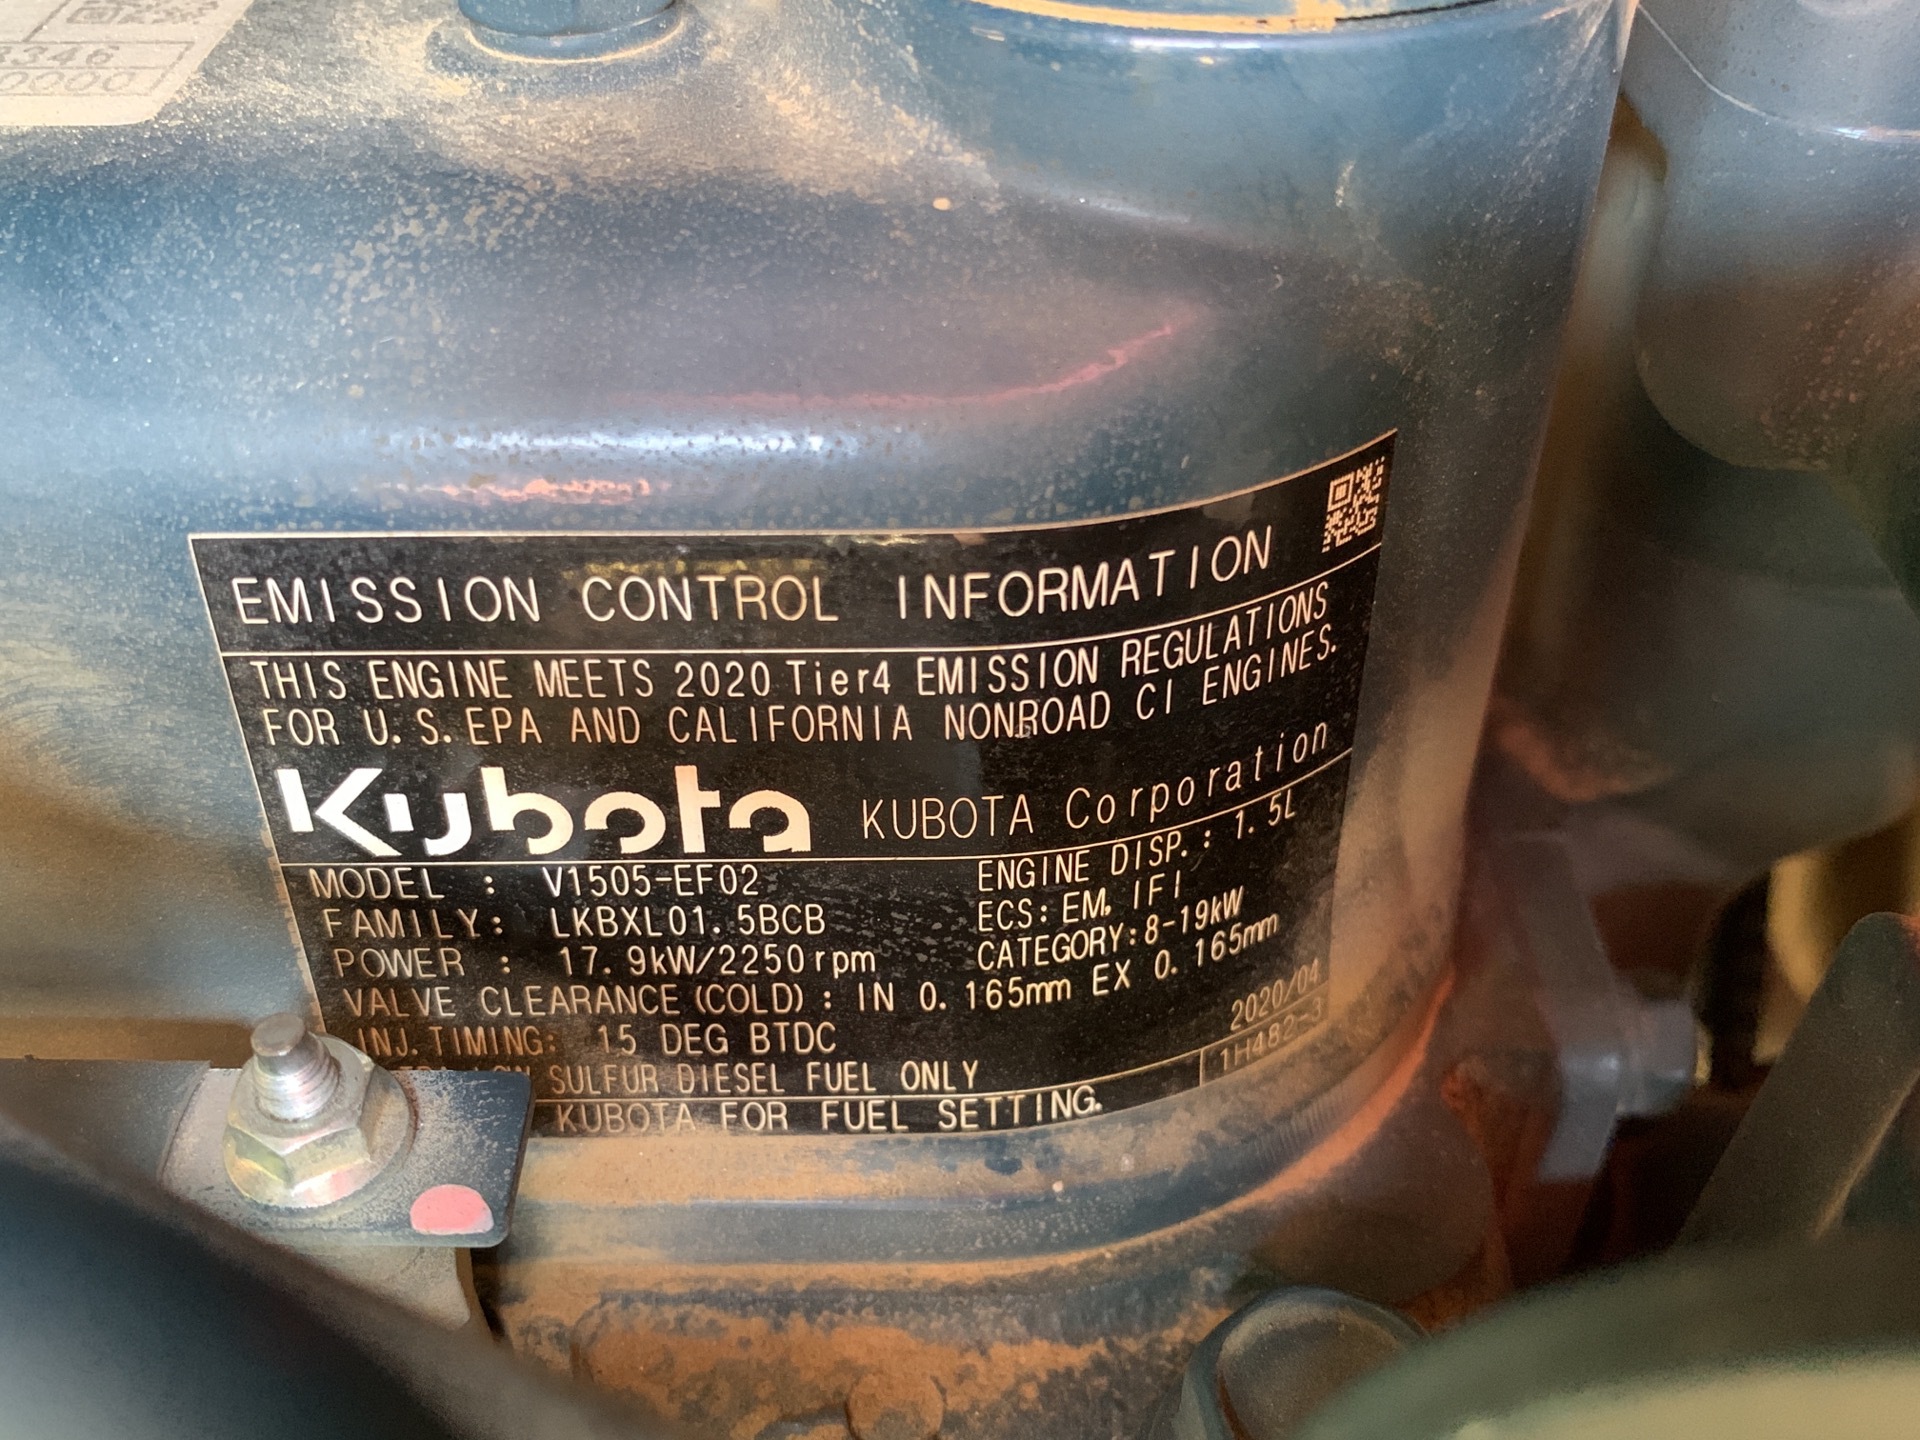 3346
0000
EMISSION CONTROL INFORMATION
THIS ENGINE MEETS 2020 Tier4 EMISSION REGULATIONS
FOR U.S.EPA AND CALIFORNIA NONROAD CI ENGINES.
Kubota KUBOTA Corporation
MODEL : V1505-EF02 ENGINE DISP.: 1.5L
FAMILY: LKBXL01.5BCB ECS: EM, IFI
POWER : 17.9kW/2250rpm CATEGORY: 8-19kW
VALVE CLEARANCE (COLD) : IN 0.165mm EX 0.165mm
INJ.TIMING: 15 DEG BTDC 2020/04
LOW SULFUR DIESEL FUEL ONLY 1H482-3
KUBOTA FOR FUEL SETTING.